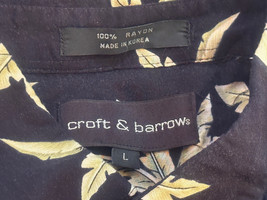 100% RAYON
MADE IN KOREA
croft & barrow®
L